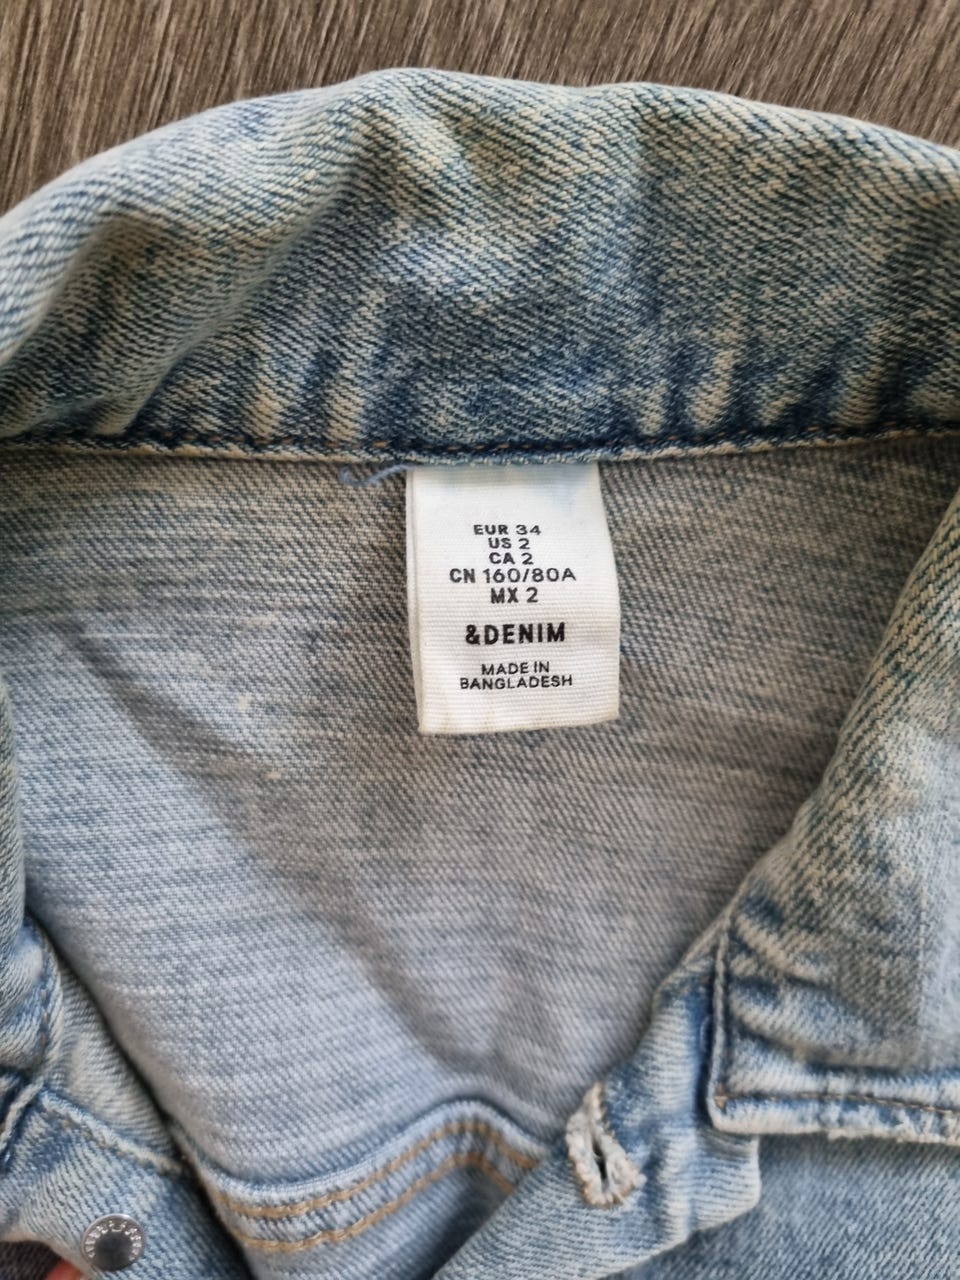 EUR 34
US 2
CA 2
CN 160/80A
MX 2
&DENIM
MADE IN
BANGLADESH